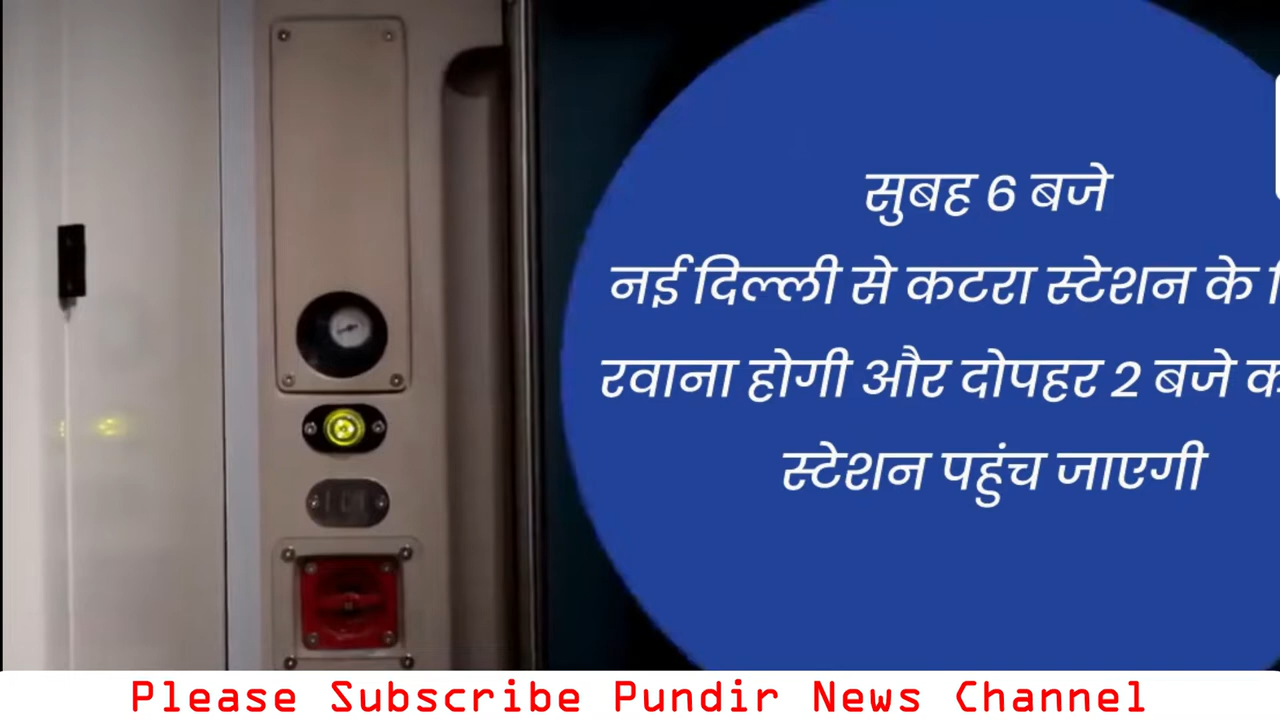 सुबह 6 बजे
नई दिल्ली से कटरा स्टेशन के
रवाना होगी और दोपहर 2 बजे
स्टेशन पहुंच जाएगी
Please Subscribe Pundir News Channel